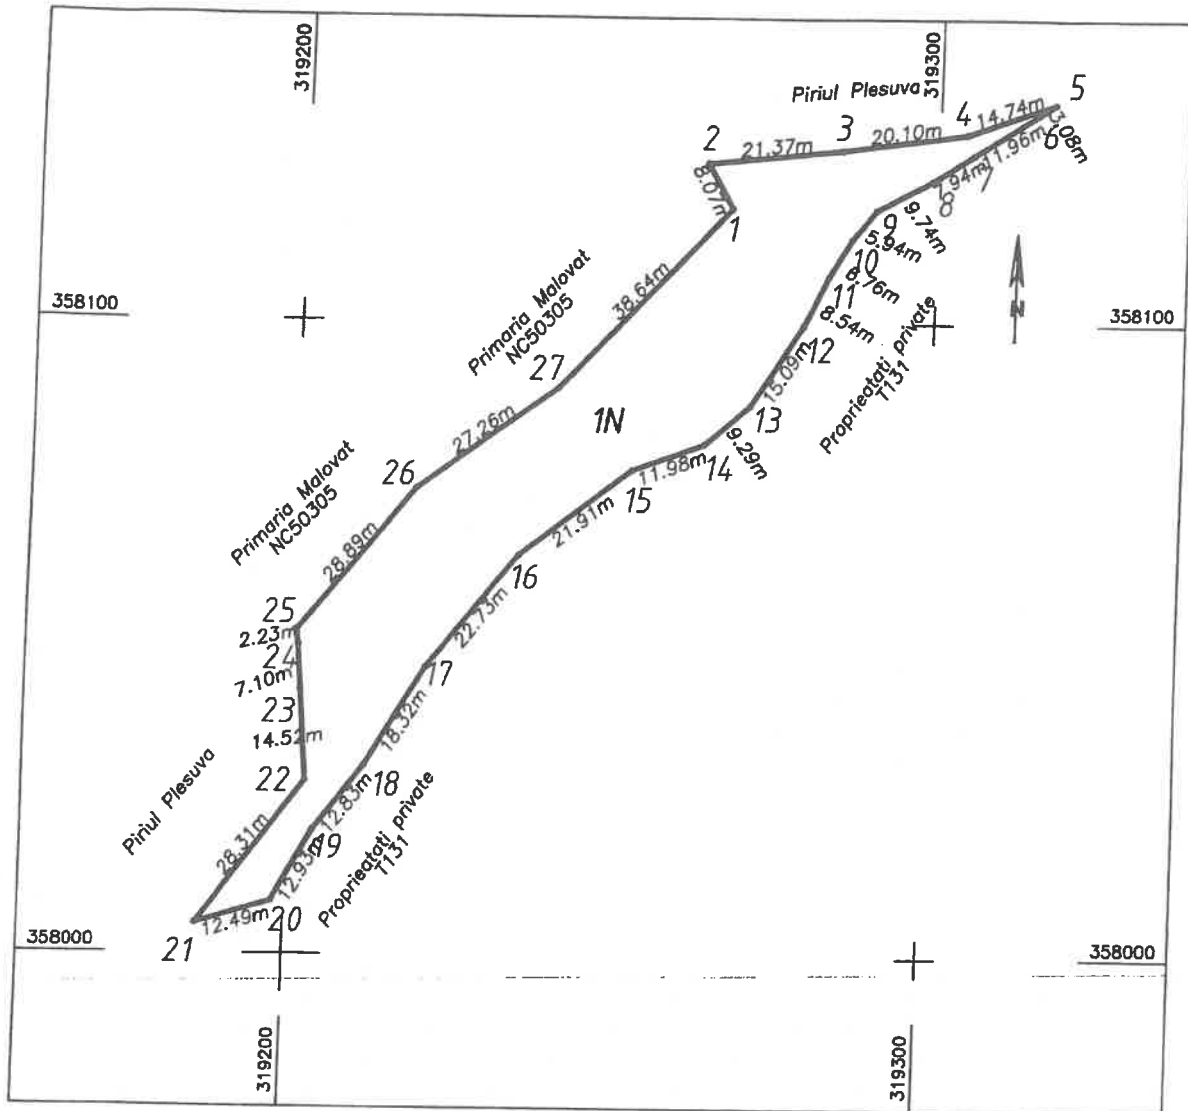 319200
319300
Piriul Plesuva
5
14.74m
4
3
20.10m
2
21.37m
3.08m
6
11.96m
7
7.94m
8
8.07m
1
9.74m
9
5.94m
10
8.76m
11
8.54m
12
38.64m
Primaria Malovat
NC50305
358100
358100
N
15.09m
Proprieatati private
T131
27
1N
13
27.26m
9.29m
14
11.98m
15
26
Primaria Malovat
NC50305
21.91m
28.89m
16
25
2.23m
22.73m
24
7.10m
17
23
14.52m
18.32m
22
18
Piriul Plesuva
12.83m
28.31m
19
Proprieatati private
T131
12.93m
12.49m
20
21
358000
358000
319200
319300